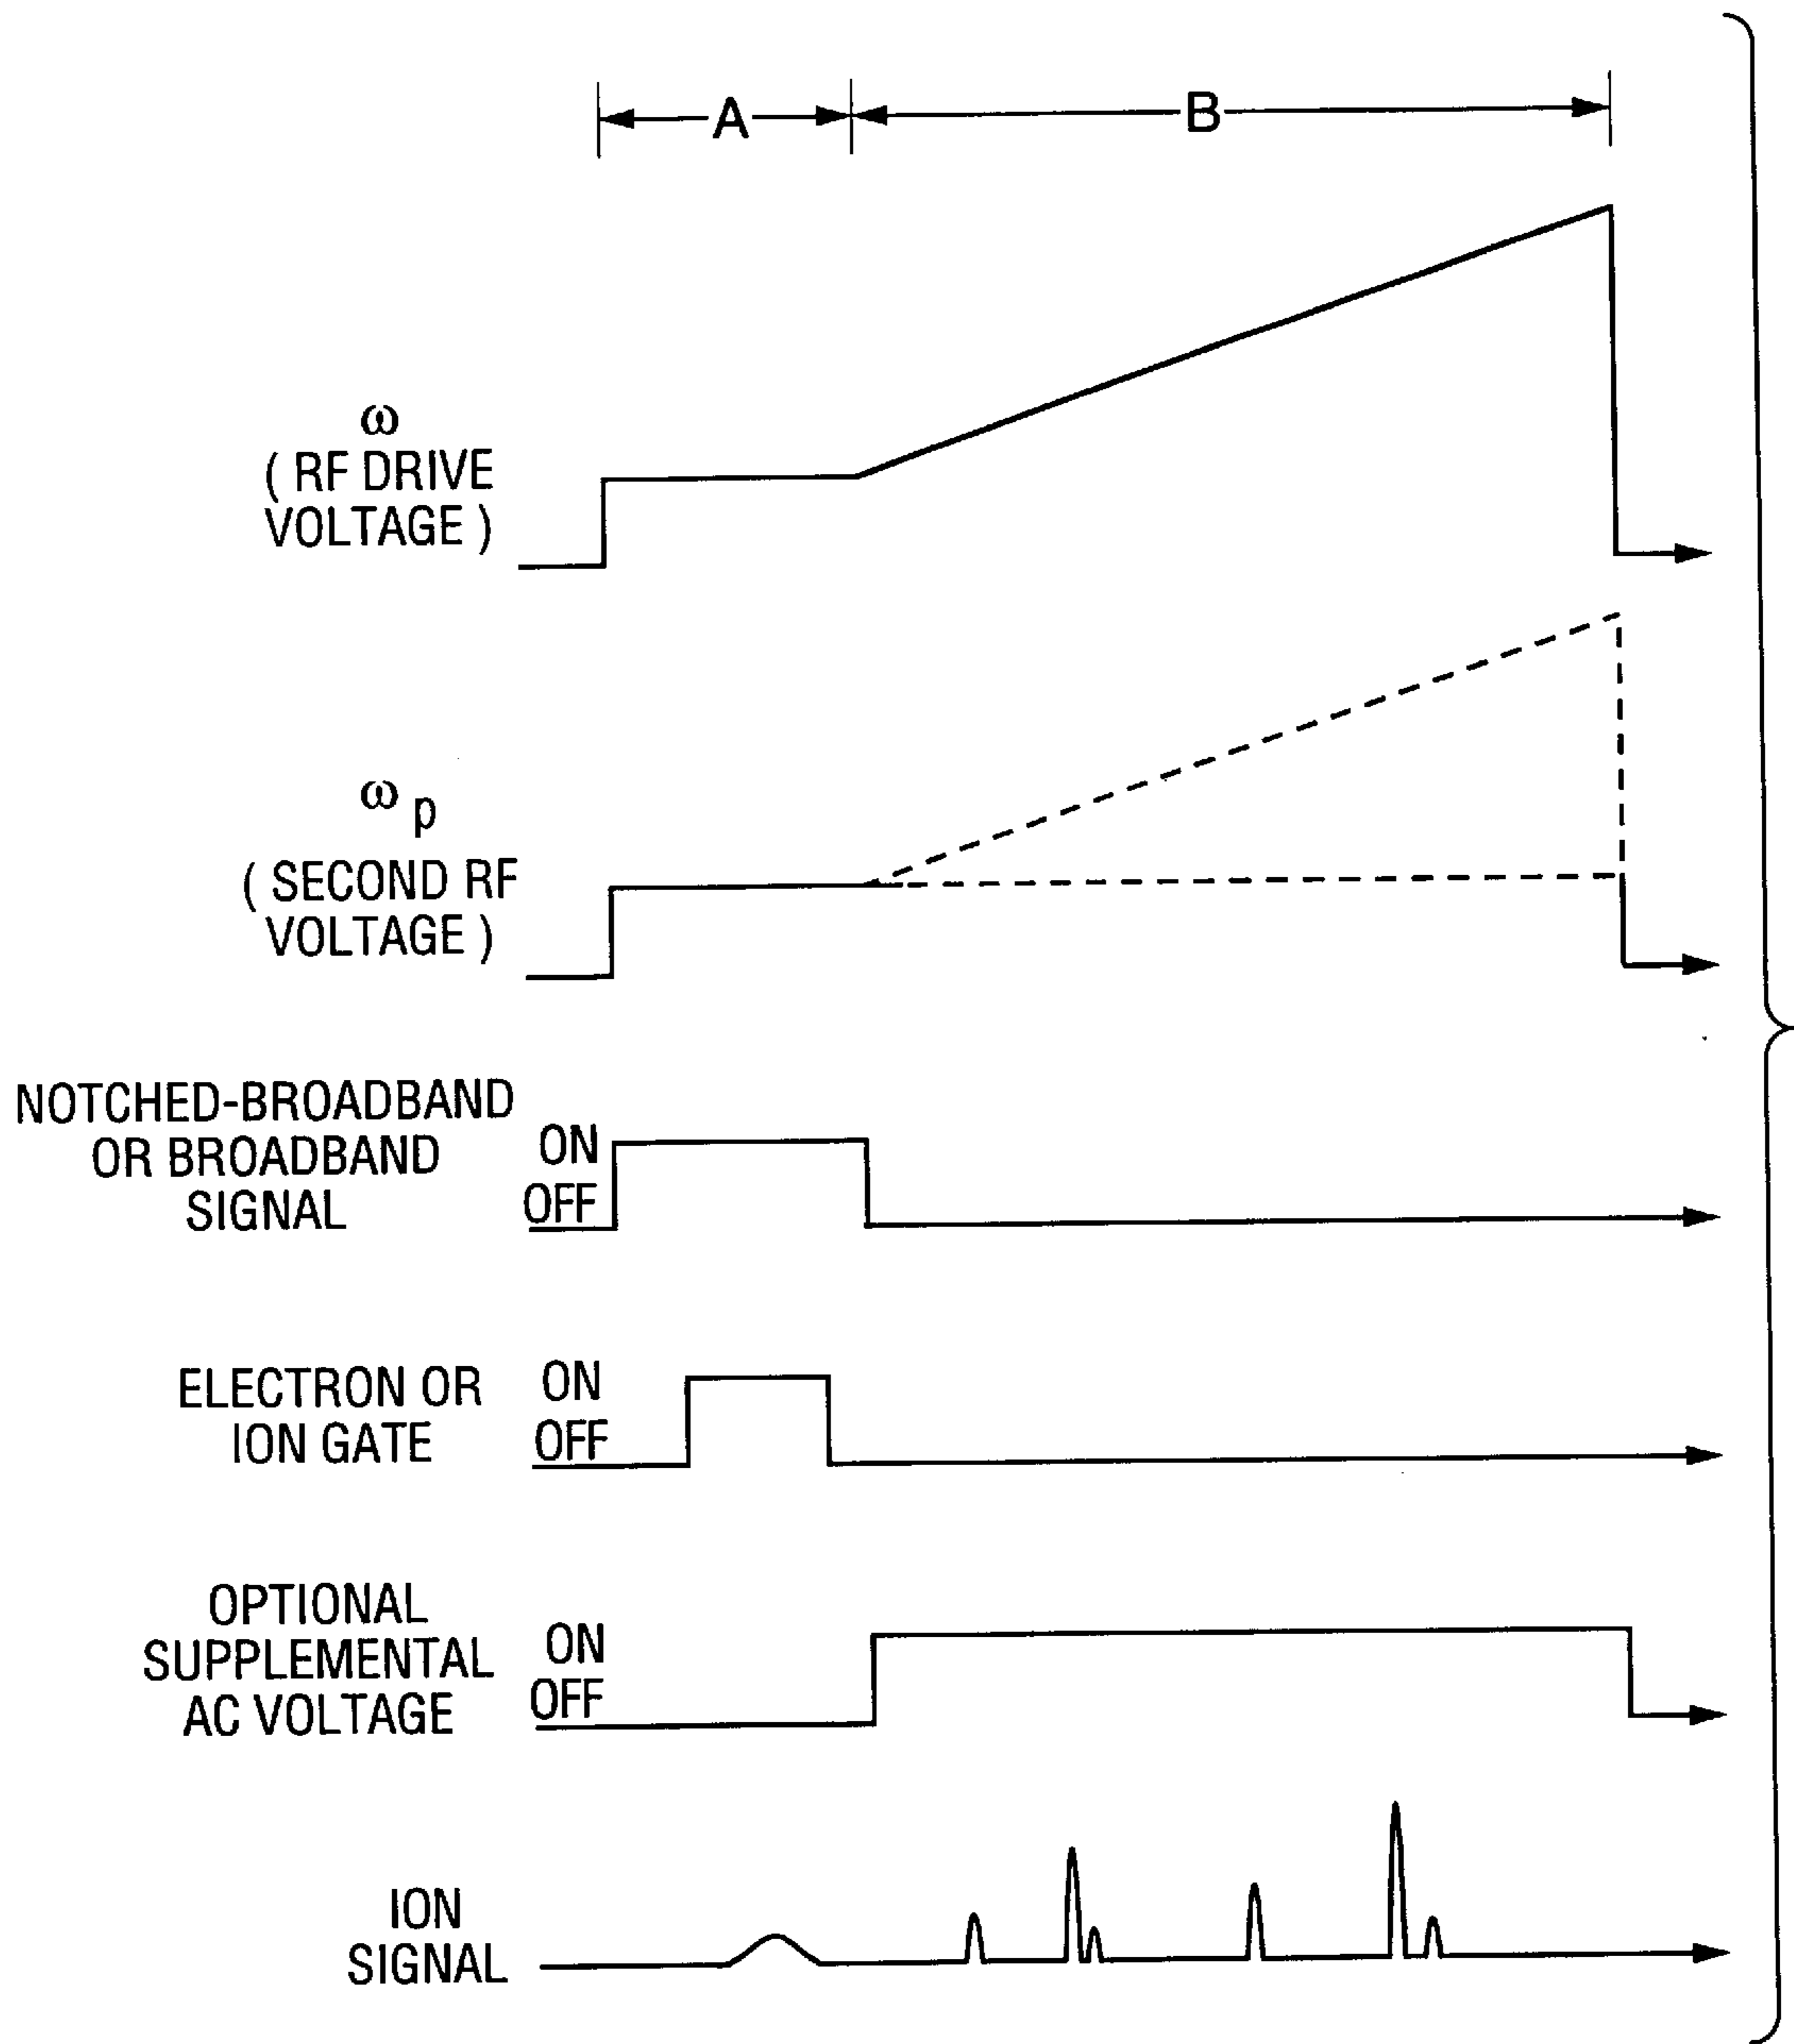 A
B
ω
( RF DRIVE
VOLTAGE )
ωp
( SECOND RF
VOLTAGE )
NOTCHED-BROADBAND
OR BROADBAND
SIGNAL
ON
OFF
ELECTRON OR
ION GATE
ON
OFF
OPTIONAL
SUPPLEMENTAL
AC VOLTAGE
ON
OFF
ION
SIGNAL